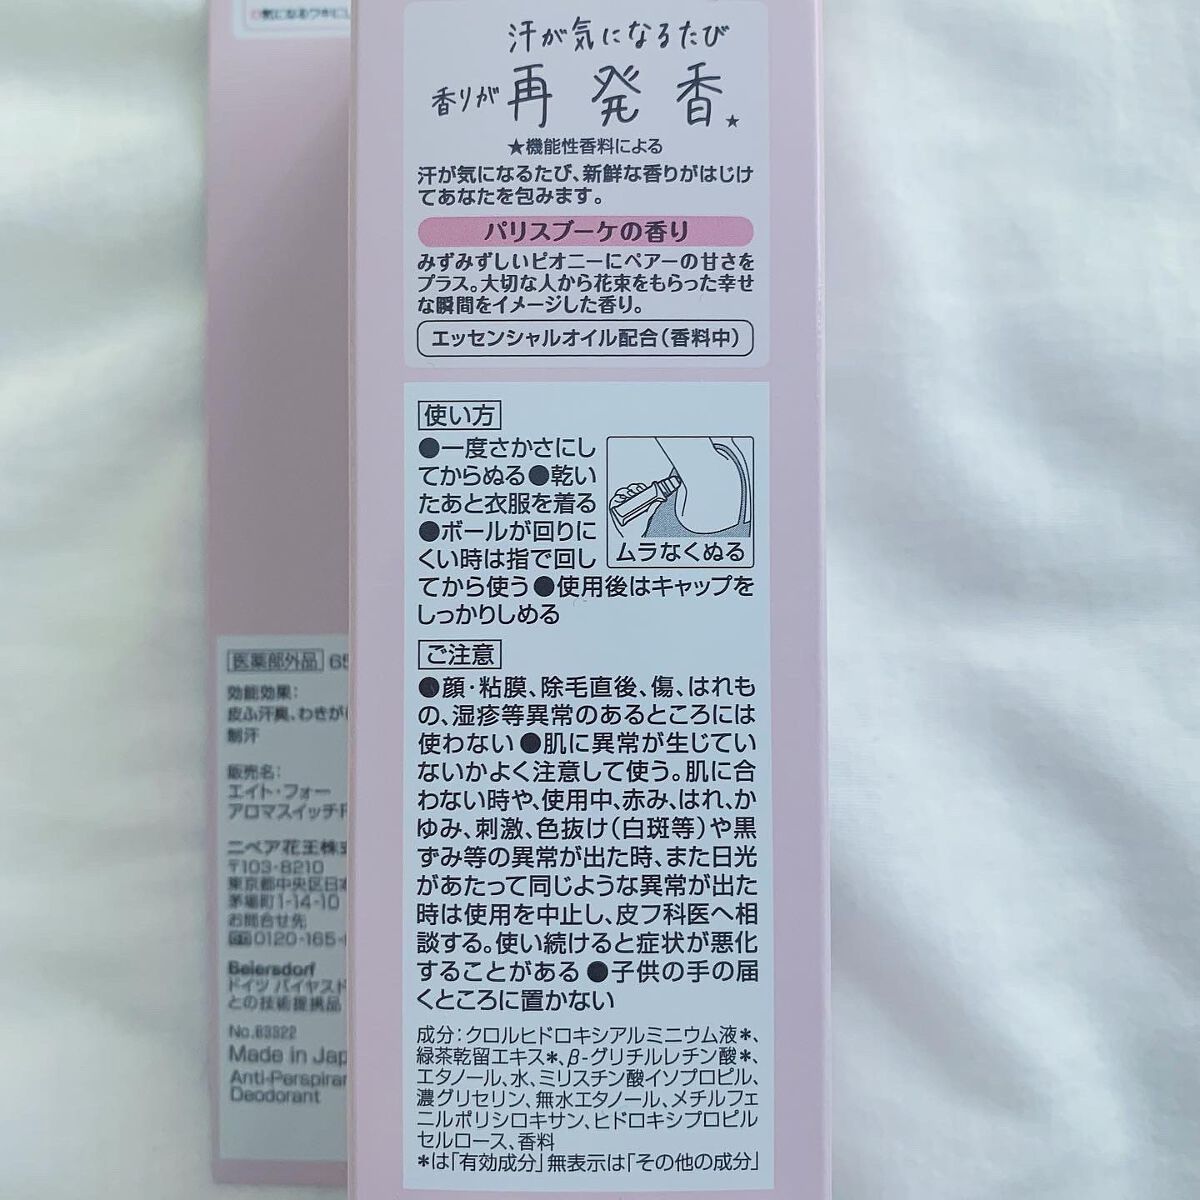 汗が気になるたび
香りが再発香★
★機能性香料による
汗が気になるたび、新鮮な香りがはじけ
てあなたを包みます。
パリスブーケの香り
みずみずしいピオニーにペアーの甘さを
プラス。大切な人から花束をもらった幸せ
な瞬間をイメージした香り。
エッセンシャルオイル配合(香料中)
使い方
●一度さかさにし
てからぬる●乾い
たあと衣服を着る
●ボールが回りに
くい時は指で回し
てから使う●使用後はキャップを
しっかりしめる
ムラなくぬる
ご注意
●顔・粘膜、除毛直後、傷、はれも
の、湿疹等異常のあるところには
使わない●肌に異常が生じてい
ないかよく注意して使う。肌に合
わない時や、使用中、赤み、はれ、か
ゆみ、刺激、色抜け(白斑等)や黒
ずみ等の異常が出た時、また日光
があたって同じような異常が出た
時は使用を中止し、皮フ科医へ相
談する。使い続けると症状が悪化
することがある●子供の手の届
くところに置かない
成分:クロルヒドロキシアルミニウム液*、
緑茶乾留エキス*、β-グリチルレチン酸*、
エタノール、水、ミリスチン酸イソプロピル、
濃グリセリン、無水エタノール、メチルフェ
ニルポリシロキサン、ヒドロキシプロピル
セルロース、香料
*は「有効成分」無表示は「その他の成分」
医薬部外品 65
効能効果:
皮ふ汗臭、わきが
制汗
販売名:
エイト・フォー
アロマスイッチ
ニベア花王株式
〒103-8210
東京都中央区日本
茅場町1-14-10
お問合せ先
0120-165-
Beiersdorf
ドイツ バイヤスド
との技術提携品
No.83322
Made in Jap
Anti-Perspiran
Deodorant